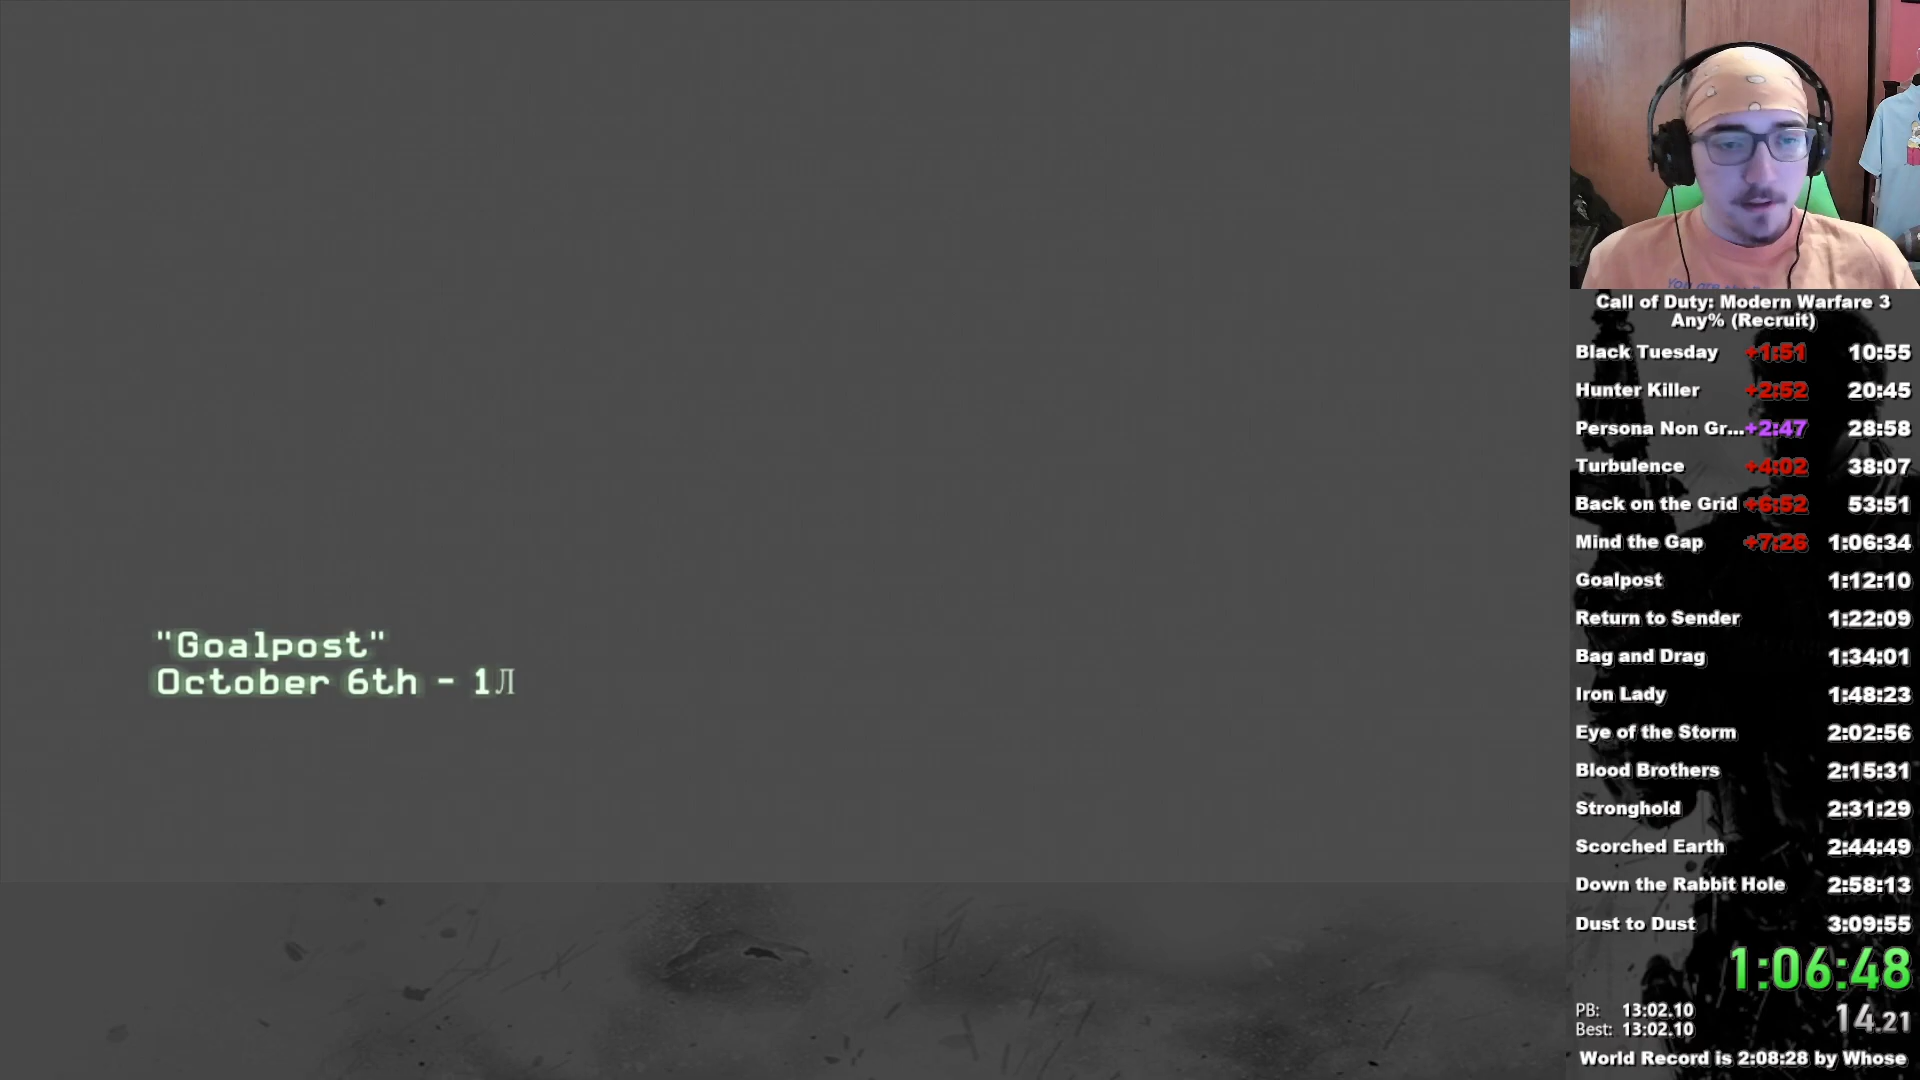 "Goalpost"
October 6th - 1Л
Call of Duty: Modern Warfare 3
Any% (Recruit)
Black Tuesday +1:51 10:55
Hunter Killer +2:52 20:45
Persona Non Gr... +2:47 28:58
Turbulence +4:02 38:07
Back on the Grid +6:52 53:51
Mind the Gap +7:26 1:06:34
Goalpost 1:12:10
Return to Sender 1:22:09
Bag and Drag 1:34:01
Iron Lady 1:48:23
Eye of the Storm 2:02:56
Blood Brothers 2:15:31
Stronghold 2:31:29
Scorched Earth 2:44:49
Down the Rabbit Hole 2:58:13
Dust to Dust 3:09:55
1:06:48
PB: 13:02.10
Best: 13:02.10
14.21
World Record is 2:08:28 by Whose